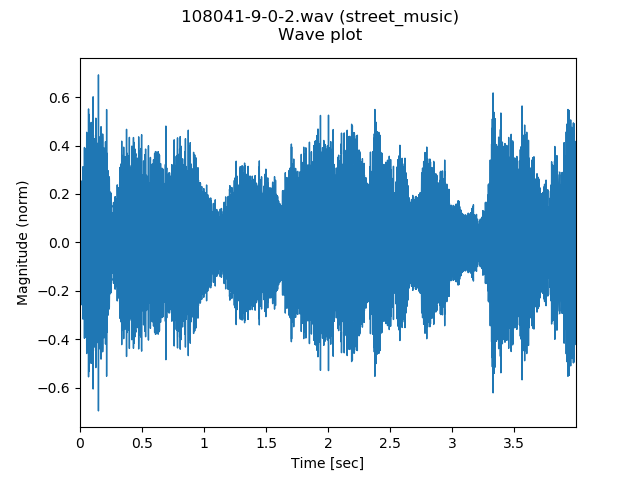 108041-9-0-2.wav (street_music)
Wave plot
0.6
0.4
0.2
0.0
−0.2
−0.4
−0.6
Magnitude (norm)
0 0.5 1 1.5 2 2.5 3 3.5
Time [sec]